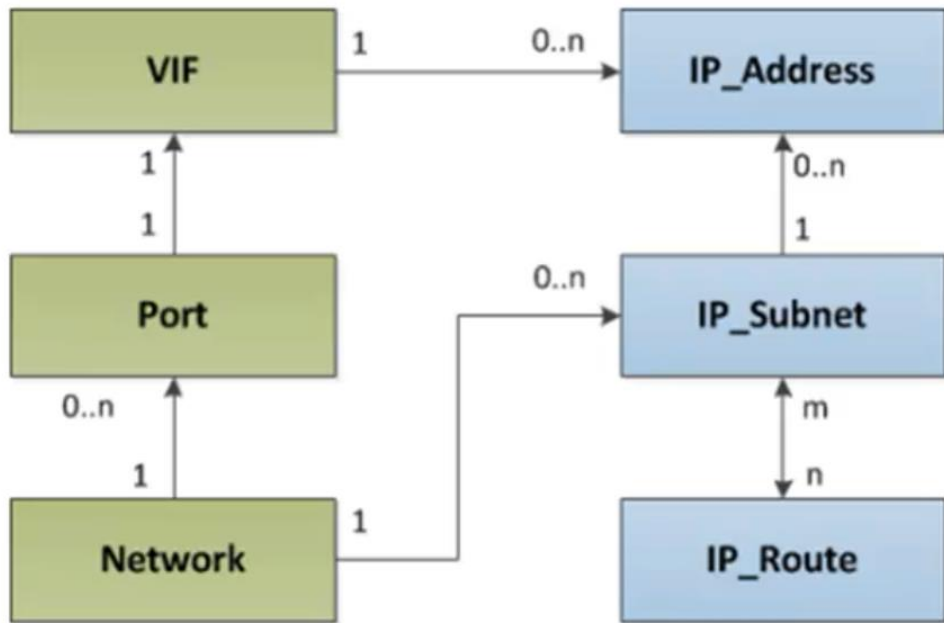 VIF
1
0..n
IP_Address
1
1
0..n
1
Port
0..n
IP_Subnet
0..n
1
m
n
Network
1
IP_Route